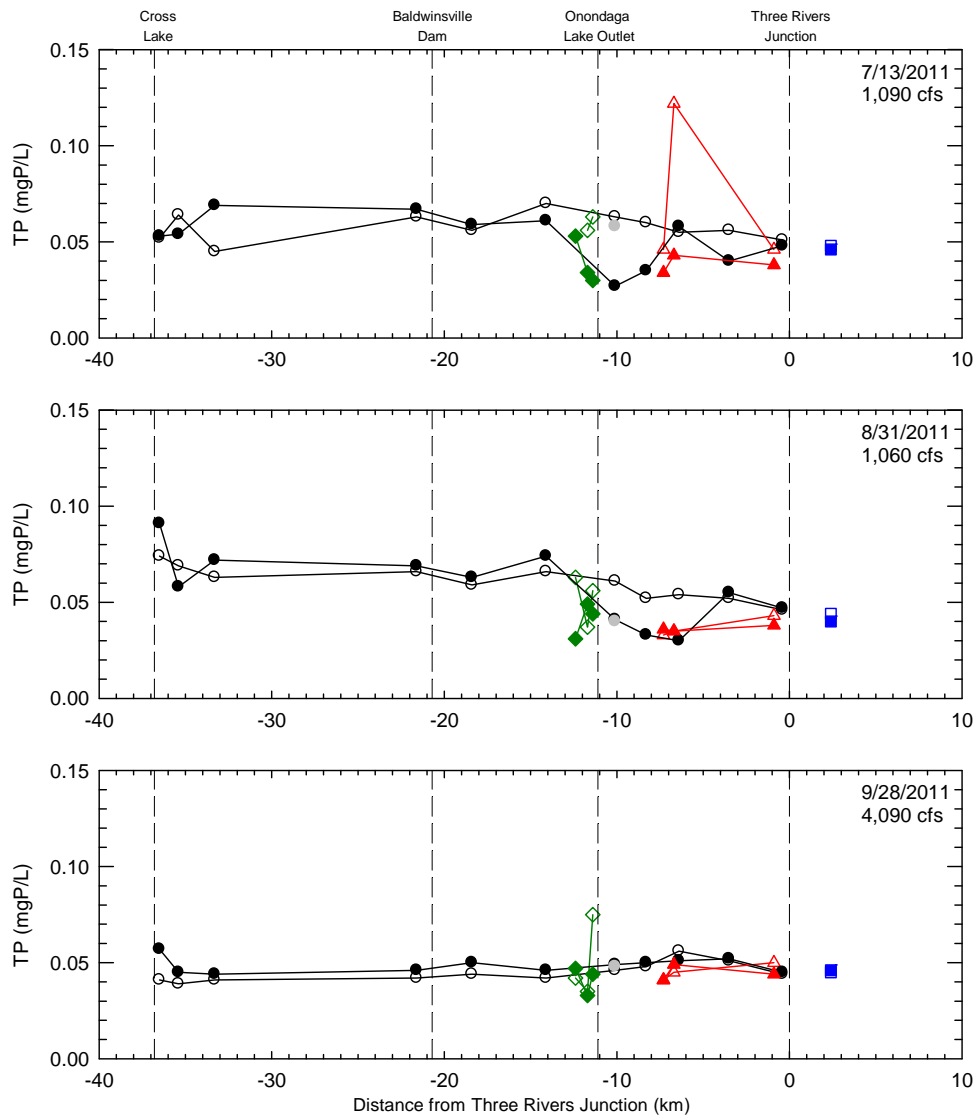 Cross Baldwinsville Onondaga Three Rivers
Lake Dam Lake Outlet Junction
0.15
7/13/2011
1,090 cfs
0.10
TP (mgP/L)
0.05
0.00
-40 -30 -20 -10 0 10
0.15
8/31/2011
1,060 cfs
0.10
TP (mgP/L)
0.05
0.00
-40 -30 -20 -10 0 10
0.15
9/28/2011
4,090 cfs
0.10
TP (mgP/L)
0.05
0.00
-40 -30 -20 -10 0 10
Distance from Three Rivers Junction (km)